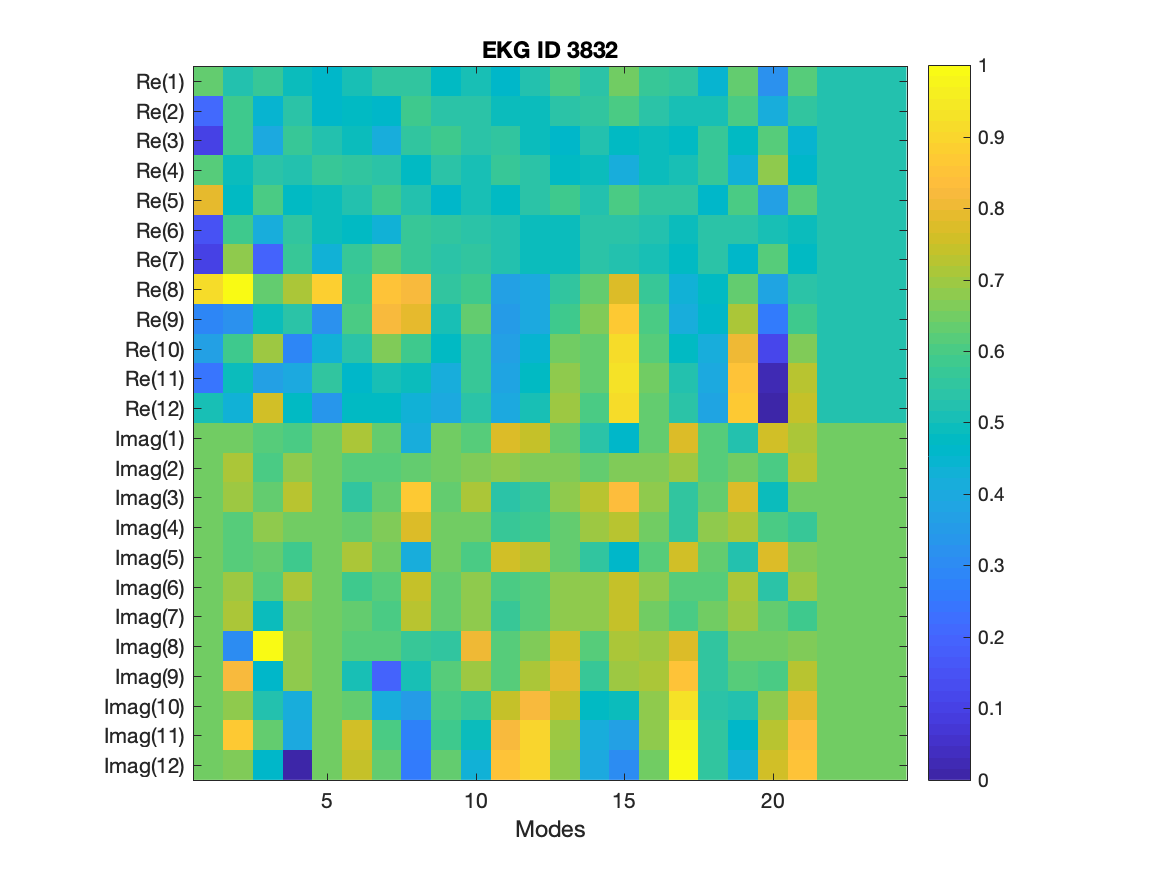 EKG ID 3832
Re(1)
Re(2)
Re(3)
Re(4)
Re(5)
Re(6)
Re(7)
Re(8)
Re(9)
Re(10)
Re(11)
Re(12)
Imag(1)
Imag(2)
Imag(3)
Imag(4)
Imag(5)
Imag(6)
Imag(7)
Imag(8)
Imag(9)
Imag(10)
Imag(11)
Imag(12)
5 10 15 20
Modes
1
0.9
0.8
0.7
0.6
0.5
0.4
0.3
0.2
0.1
0